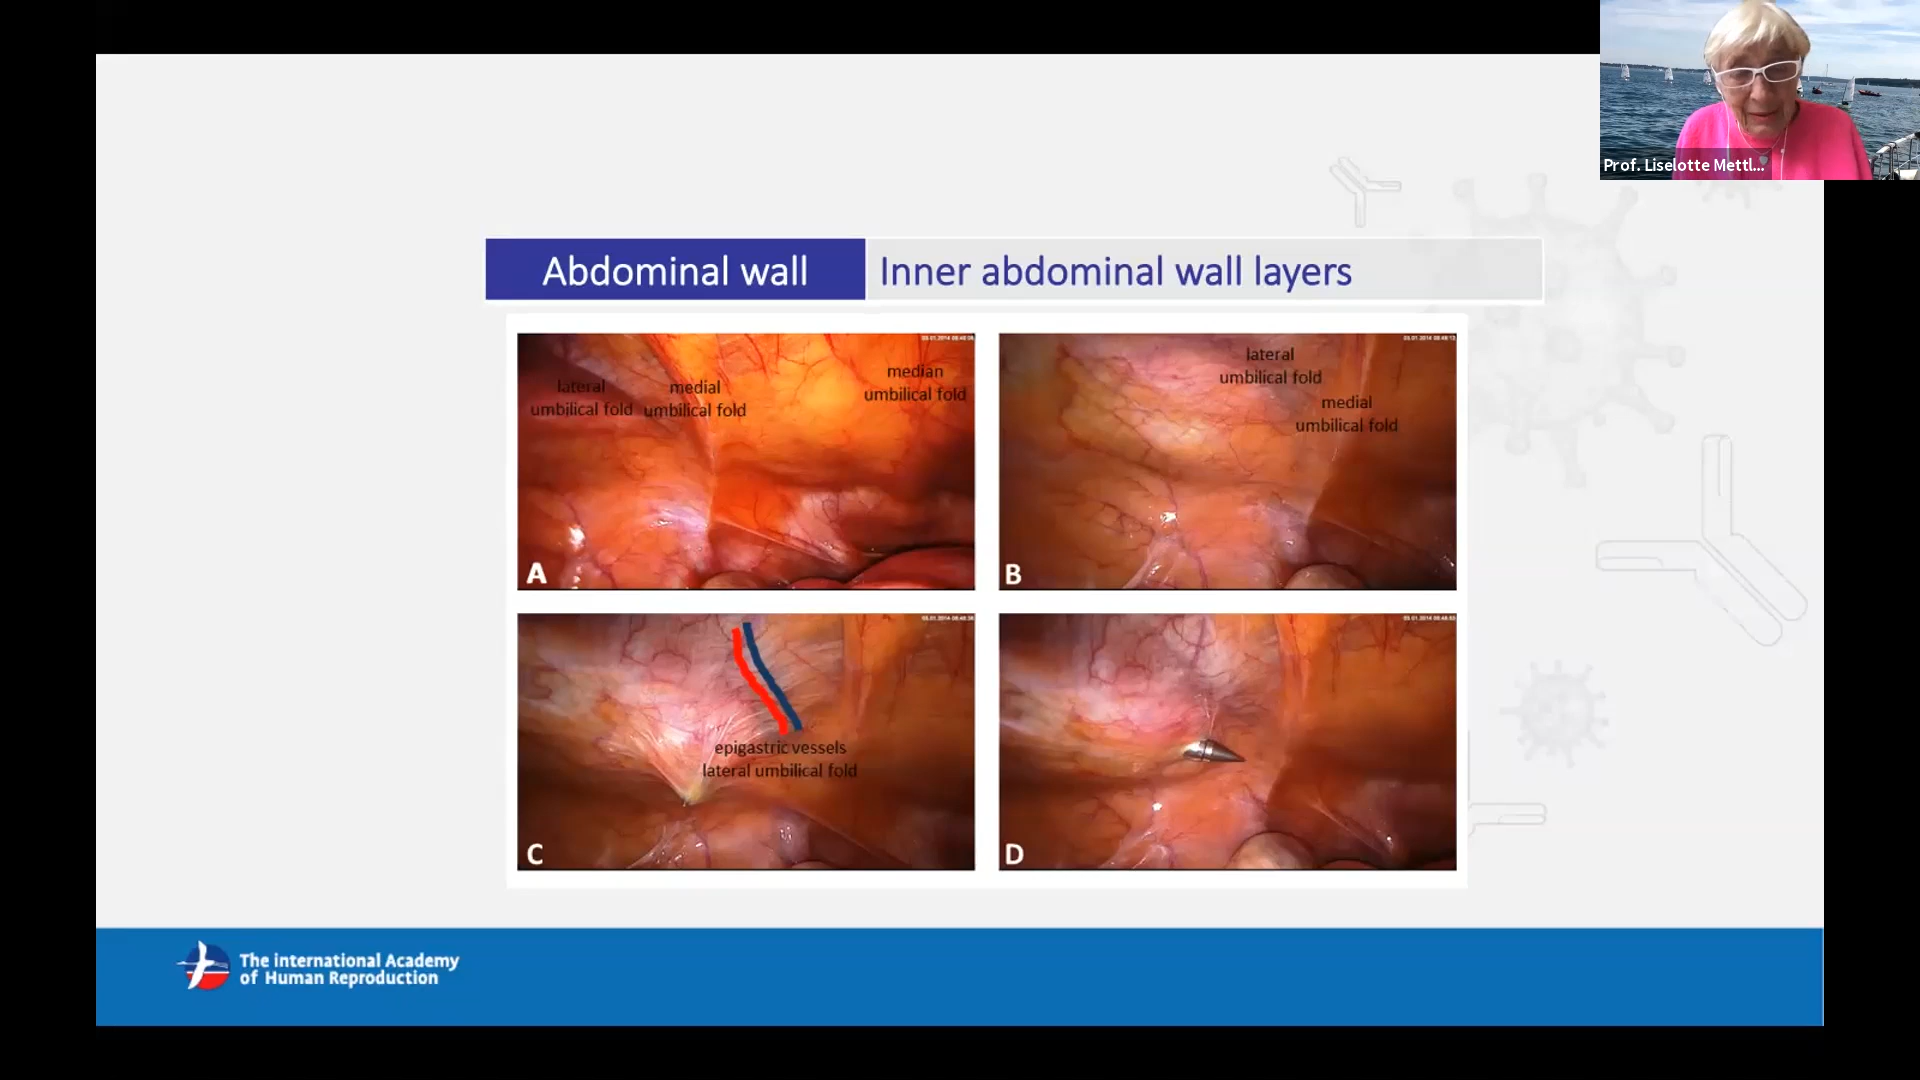 Prof. Liselotte Mettl...
Abdominal wall
Inner abdominal wall layers
lateral
umbilical fold
medial
umbilical fold
median
umbilical fold
A
lateral
umbilical fold
medial
umbilical fold
B
epigastric vessels
lateral umbilical fold
C
D
The international Academy
of Human Reproduction